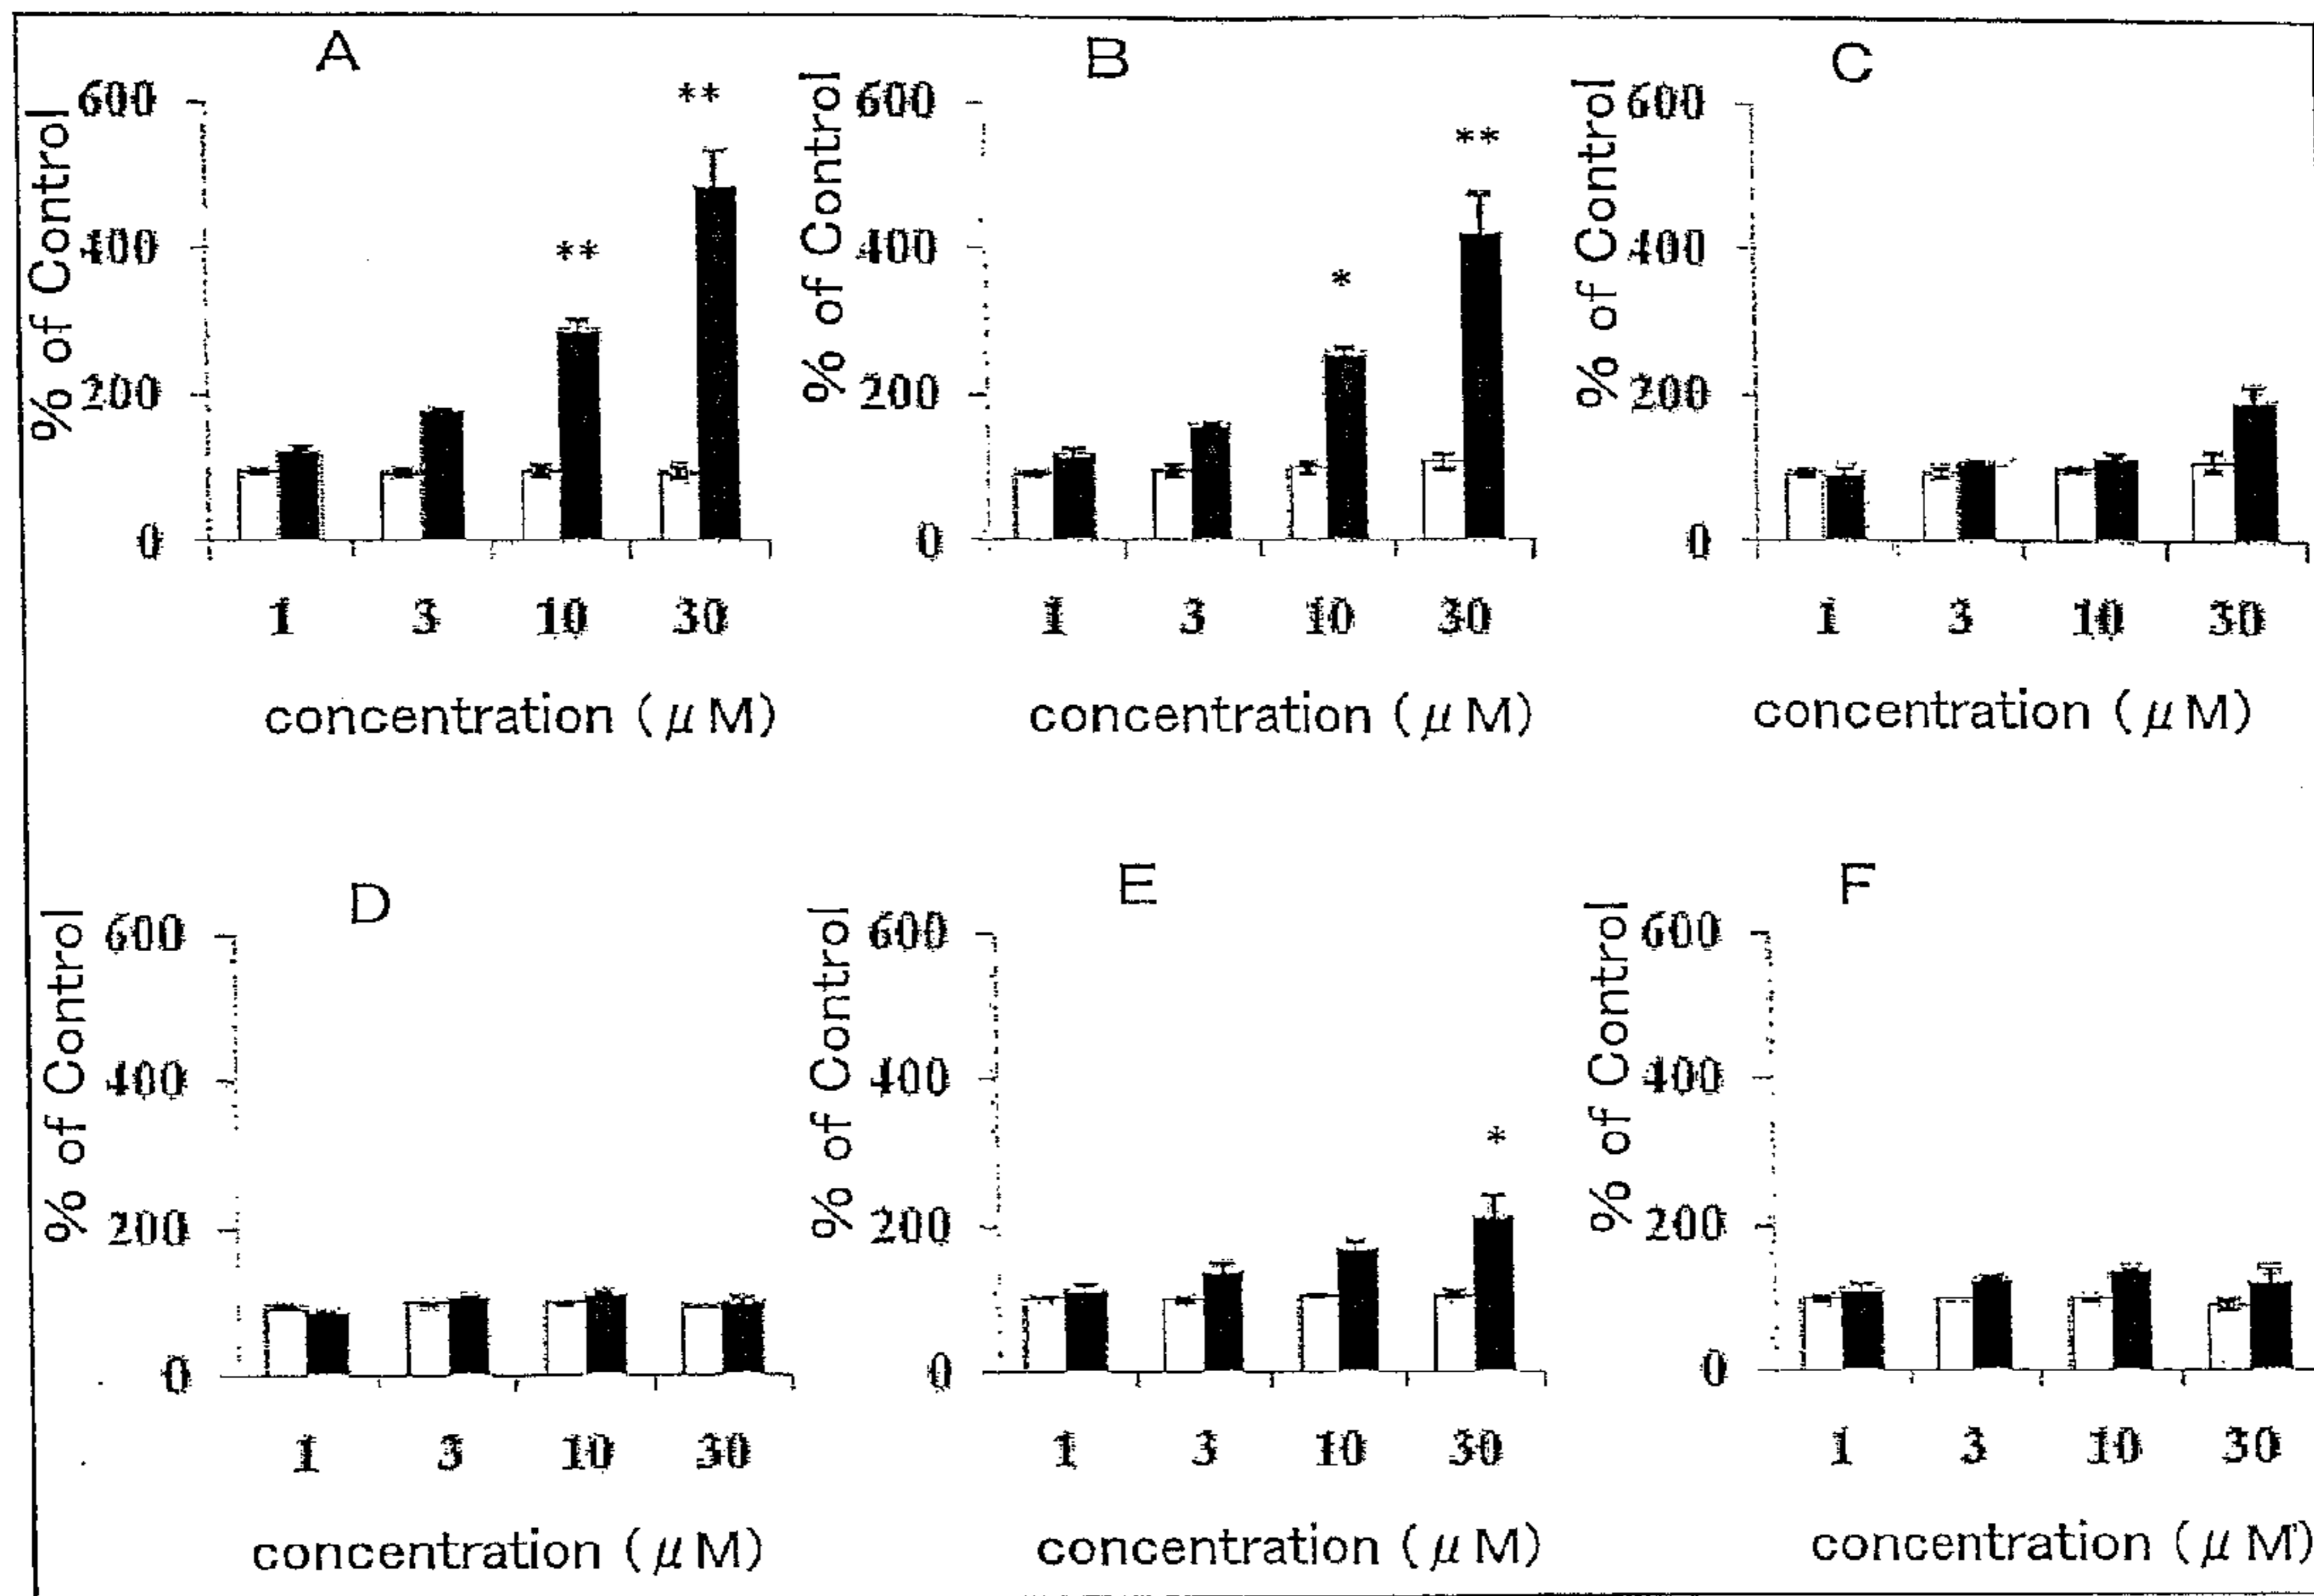 A
% of Control
600
**
400
**
200
0
1 3 10 30
concentration (μM)
B
% of Control
600
**
400
*
200
0
1 3 10 30
concentration (μM)
C
% of Control
600
400
200
0
1 3 10 30
concentration (μM)
D
% of Control
600
400
200
0
1 3 10 30
concentration (μM)
E
% of Control
600
400
*
200
0
1 3 10 30
concentration (μM)
F
% of Control
600
400
200
0
1 3 10 30
concentration (μM)